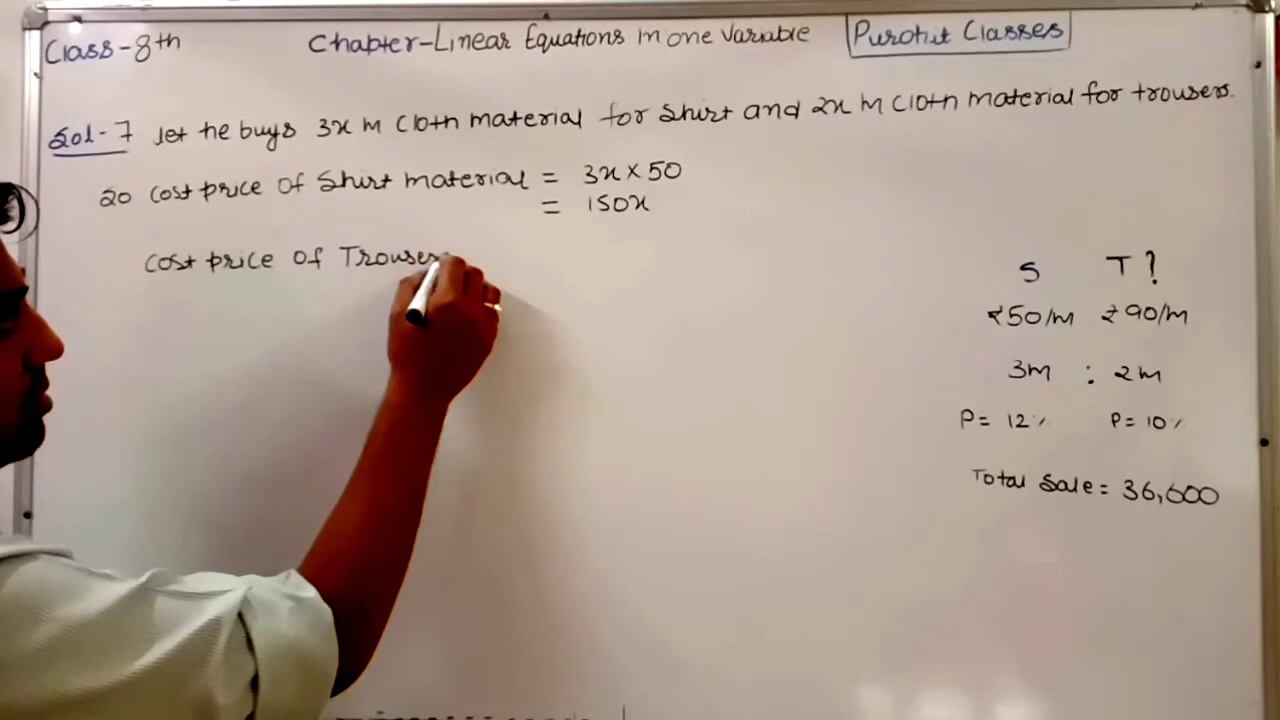 Class-8th Chapter-Linear Equations in one variable Purohit Classes
Sol-7 Let he buys 3x m cloth material for shirt and 2x m cloth material for trousers.
So cost price of Shirt material = 3x × 50
= 150x
Cost price of Trouser
S T?
₹50/m ₹90/m
3m : 2m
P = 12% P = 10%
Total Sale = 36,600